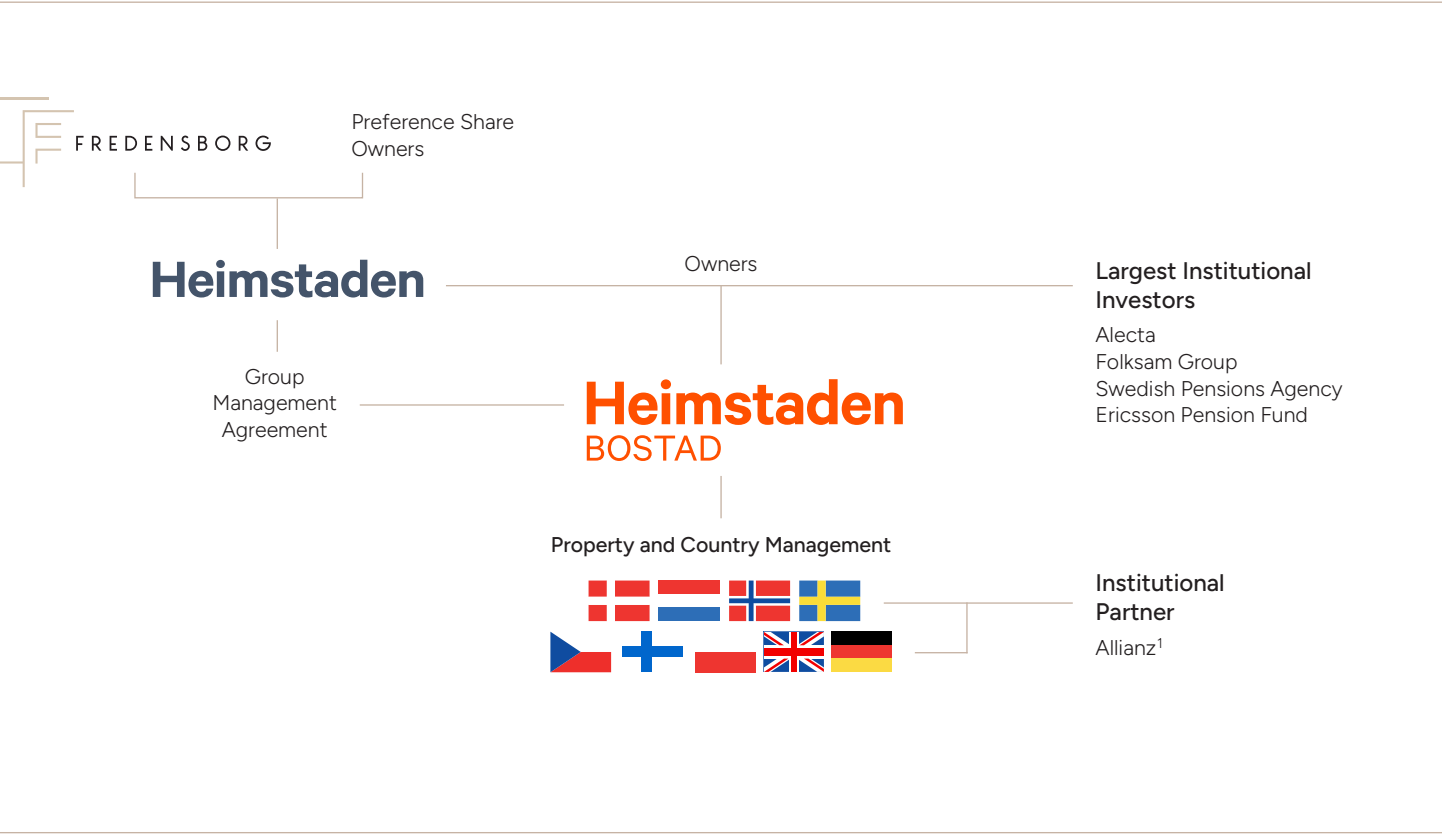 FREDENSBORG
Preference Share
Owners
Heimstaden
Owners
Largest Institutional
Investors
Alecta
Folksam Group
Swedish Pensions Agency
Ericsson Pension Fund
Group
Management
Agreement
Heimstaden
BOSTAD
Property and Country Management
Institutional
Partner
Allianz¹